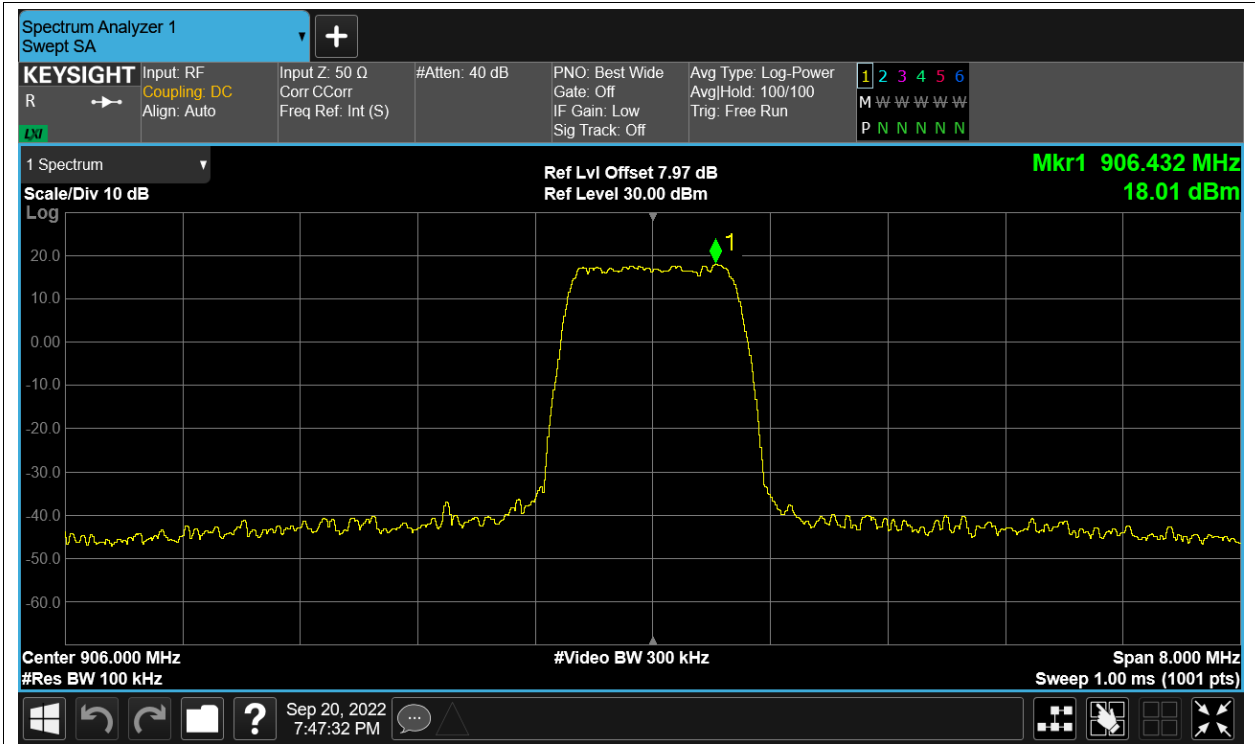 Spectrum Analyzer 1
Swept SA
+
KEYSIGHT
R
LXI
Input: RF
Coupling: DC
Align: Auto
Input Z: 50 Ω
Corr CCorr
Freq Ref: Int (S)
#Atten: 40 dB
PNO: Best Wide
Gate: Off
IF Gain: Low
Sig Track: Off
Avg Type: Log-Power
Avg|Hold: 100/100
Trig: Free Run
1 2 3 4 5 6
M W W W W W
P N N N N N
1 Spectrum
Scale/Div 10 dB
Log
Ref Lvl Offset 7.97 dB
Ref Level 30.00 dBm
Mkr1 906.432 MHz
18.01 dBm
1
20.0
10.0
0.00
-10.0
-20.0
-30.0
-40.0
-50.0
-60.0
Center 906.000 MHz
#Res BW 100 kHz
#Video BW 300 kHz
Span 8.000 MHz
Sweep 1.00 ms (1001 pts)
?
Sep 20, 2022
7:47:32 PM